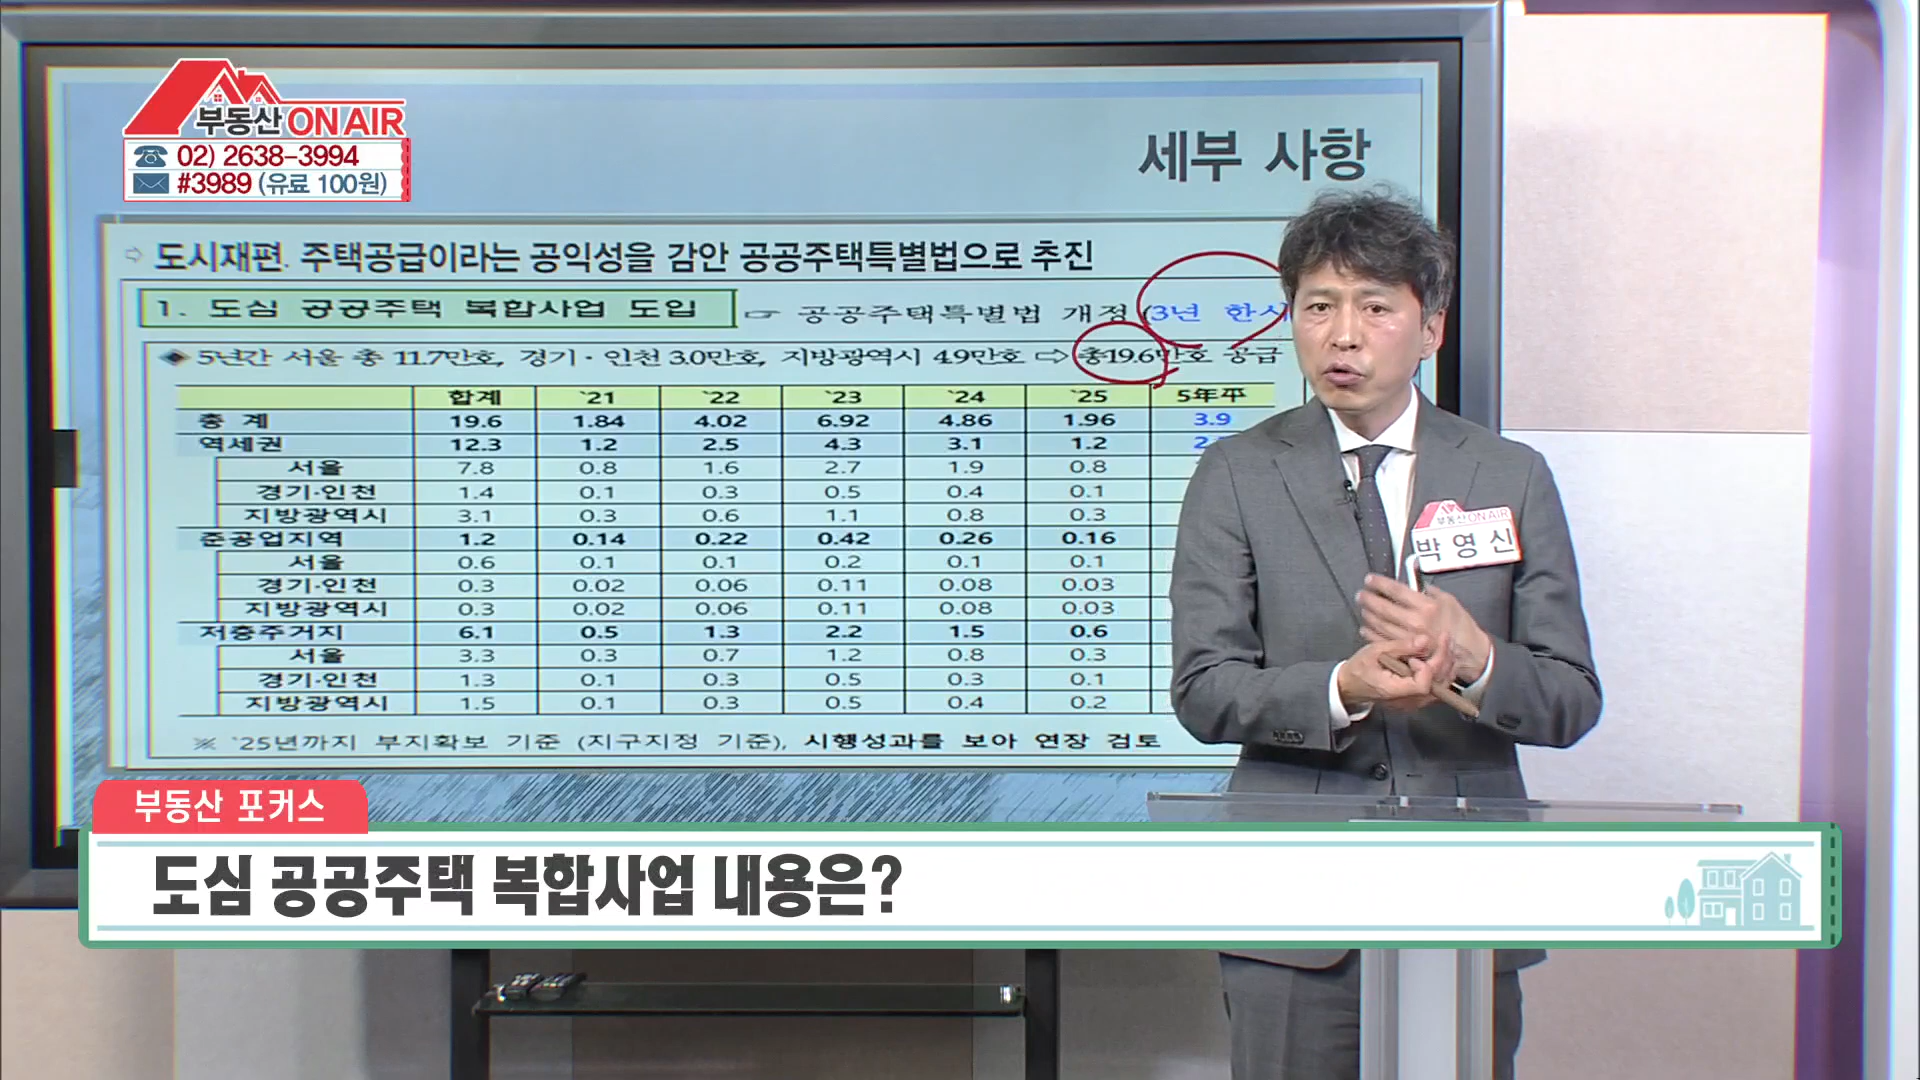 부동산 ON AIR
02) 2638-3994
#3989 (유료 100원)
세부 사항
⇨ 도시재편. 주택공급이라는 공익성을 감안 공공주택특별법으로 추진
1. 도심 공공주택 복합사업 도입 ☞ 공공주택특별법 개정 (3년 한시
◈ 5년간 서울 총 11.7만호, 경기·인천 3.0만호, 지방광역시 4.9만호 ⇨ 총19.6만호 공급
합계 `21 `22 `23 `24 `25 5年平
총 계 19.6 1.84 4.02 6.92 4.86 1.96 3.9
역세권 12.3 1.2 2.5 4.3 3.1 1.2
서울 7.8 0.8 1.6 2.7 1.9 0.8
경기·인천 1.4 0.1 0.3 0.5 0.4 0.1
지방광역시 3.1 0.3 0.6 1.1 0.8 0.3
준공업지역 1.2 0.14 0.22 0.42 0.26 0.16
서울 0.6 0.1 0.1 0.2 0.1 0.1
경기·인천 0.3 0.02 0.06 0.11 0.08 0.03
지방광역시 0.3 0.02 0.06 0.11 0.08 0.03
저층주거지 6.1 0.5 1.3 2.2 1.5 0.6
서울 3.3 0.3 0.7 1.2 0.8 0.3
경기·인천 1.3 0.1 0.3 0.5 0.3 0.1
지방광역시 1.5 0.1 0.3 0.5 0.4 0.2
※ `25년까지 부지확보 기준 (지구지정 기준), 시행성과를 보아 연장 검토
부동산 ON AIR
박영신
부동산 포커스
도심 공공주택 복합사업 내용은?